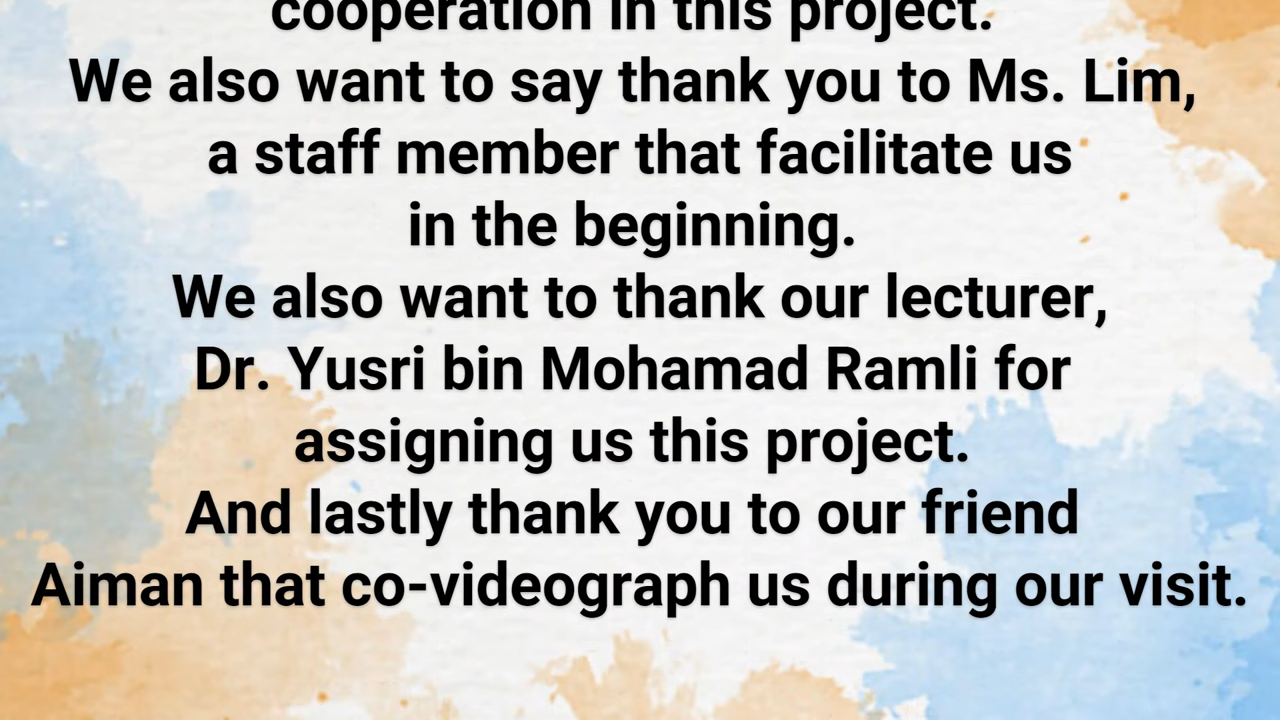 cooperation in this project.
We also want to say thank you to Ms. Lim,
a staff member that facilitate us
in the beginning.
We also want to thank our lecturer,
Dr. Yusri bin Mohamad Ramli for
assigning us this project.
And lastly thank you to our friend
Aiman that co-videograph us during our visit.